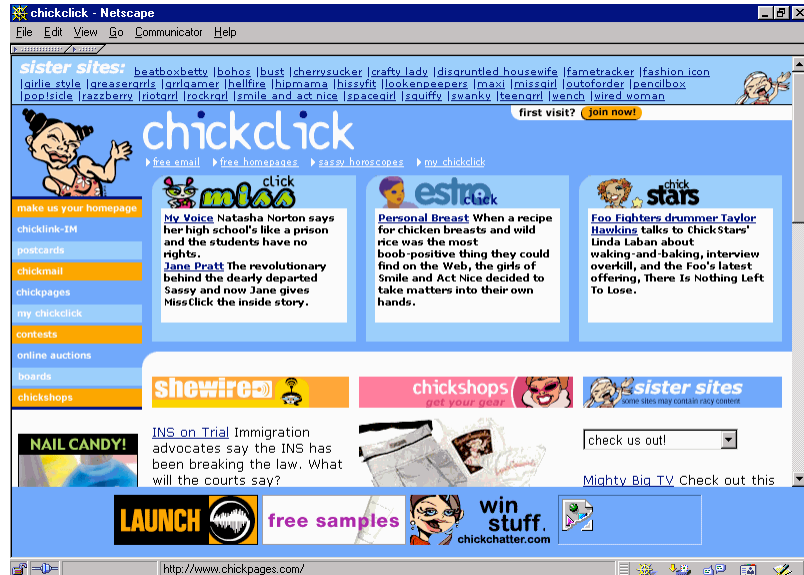 chickclick - Netscape
File Edit View Go Communicator Help
sister sites: beatboxbetty |bohos |bust |cherrysucker |crafty lady |disgruntled housewife |fametracker |fashion icon
|girlie style |greasergrrls |grrlgamer |hellfire |hipmama |hissyfit |lookenpeepers |maxi |missgirl |outoforder |pencilbox
|pop!sicle |razzberry |riotgrrl |rockrgrl |smile and act nice |spacegirl |squiffy |swanky |teengrrl |wench |wired woman
first visit? join now!
chickclick
free email free homepages sassy horoscopes my chickclick
make us your homepage
chicklink-IM
postcards
chickmail
chickpages
my chickclick
contests
online auctions
boards
chickshops
miss click
My Voice Natasha Norton says
her high school's like a prison
and the students have no
rights.
Jane Pratt The revolutionary
behind the dearly departed
Sassy and now Jane gives
MissClick the inside story.
estro click
Personal Breast When a recipe
for chicken breasts and wild
rice was the most
boob-positive thing they could
find on the Web, the girls of
Smile and Act Nice decided to
take matters into their own
hands.
chick stars
Foo Fighters drummer Taylor
Hawkins talks to ChickStars'
Linda Laban about
waking-and-baking, interview
overkill, and the Foo's latest
offering, There Is Nothing Left
To Lose.
shewired
chickshops
get your gear
sister sites
some sites may contain racy content
NAIL CANDY!
INS on Trial Immigration
advocates say the INS has
been breaking the law. What
will the courts say?
check us out!
Mighty Big TV Check out this
LAUNCH
free samples
win
stuff.
chickchatter.com
http://www.chickpages.com/